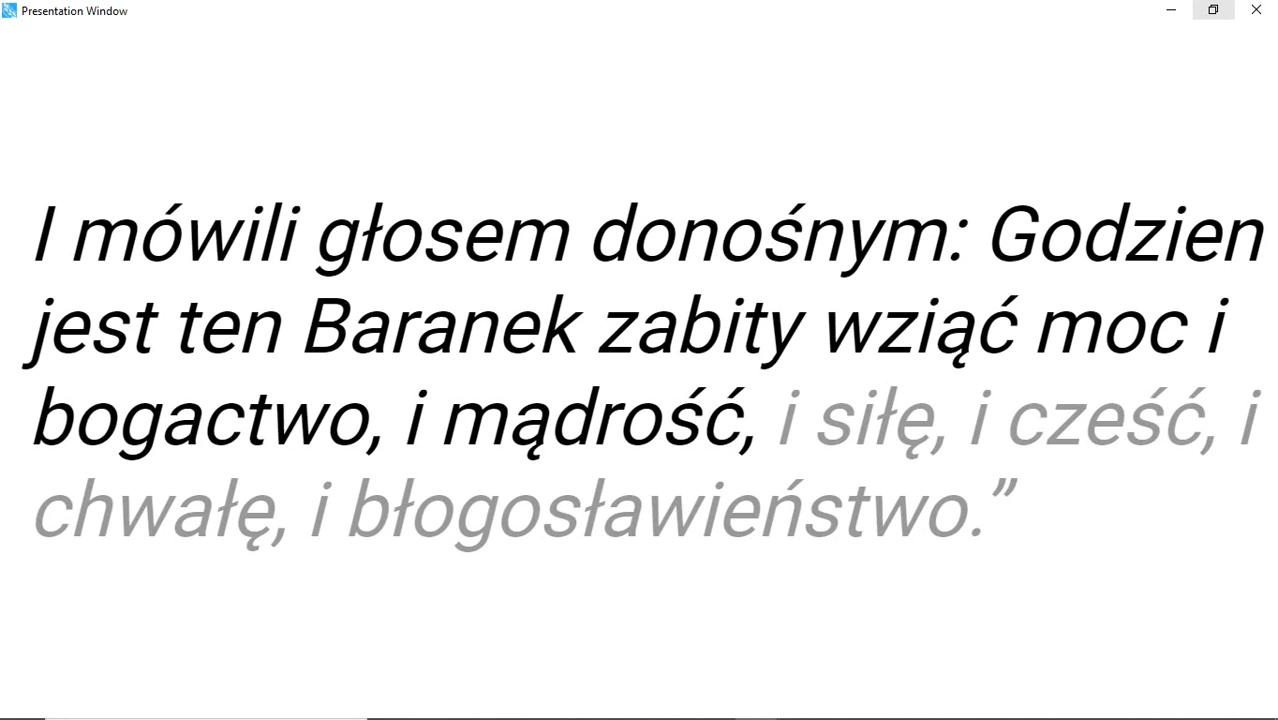 Presentation Window
I mówili głosem donośnym: Godzien
jest ten Baranek zabity wziąć moc i
bogactwo, i mądrość, i siłę, i cześć, i
chwałę, i błogosławieństwo.”